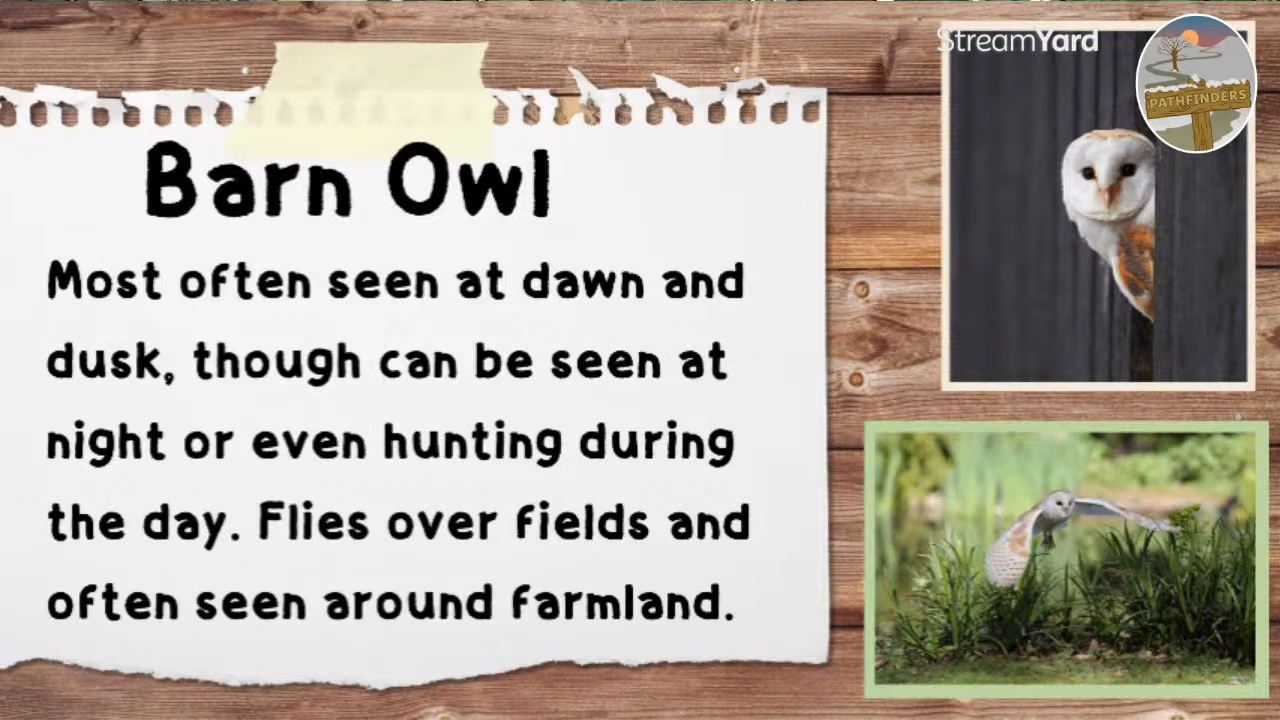 StreamYard
PATHFINDERS
Barn Owl
Most often seen at dawn and
dusk, though can be seen at
night or even hunting during
the day. Flies over fields and
often seen around farmland.